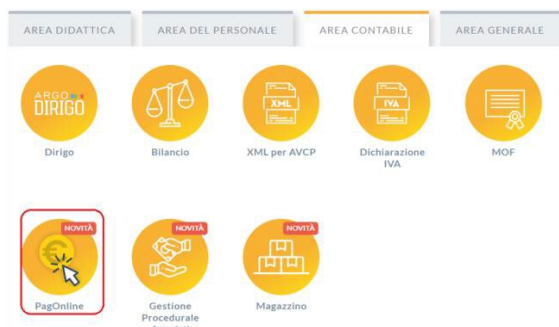 AREA DIDATTICA
AREA DEL PERSONALE
AREA CONTABILE
AREA GENERALE
ARGO
DIRIGO
XML
IVA
Dirigo
Bilancio
XML per AVCP
Dichiarazione
IVA
MOF
NOVITÀ
NOVITÀ
NOVITÀ
€
PagOnline
Gestione
Procedurale
Magazzino